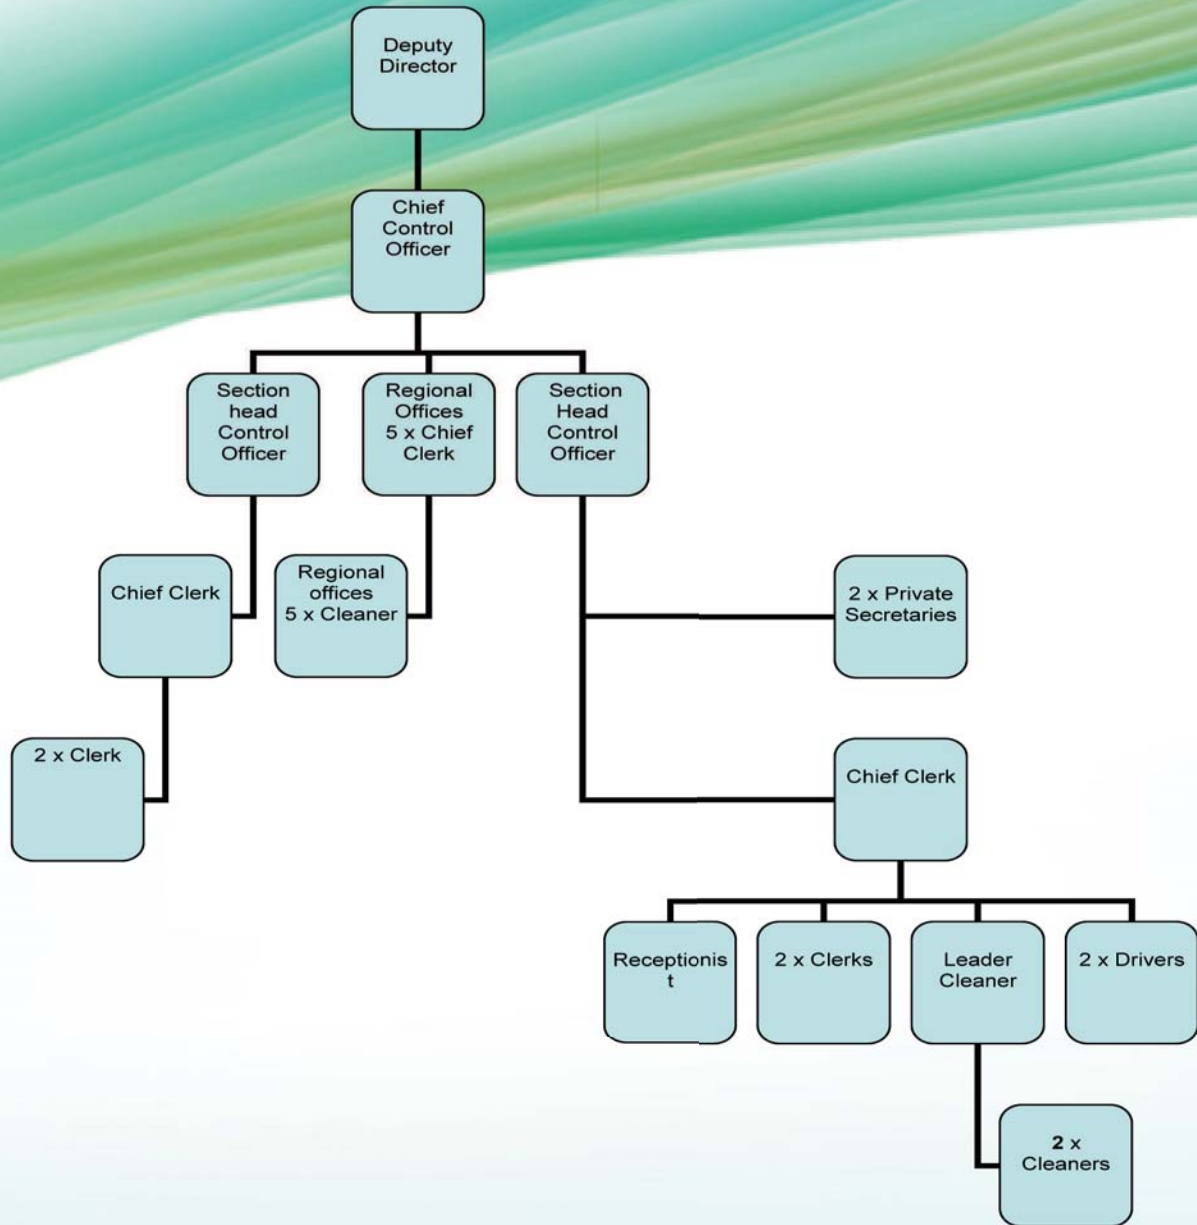 Deputy
Director
Chief
Control
Officer
Section
head
Control
Officer
Regional
Offices
5 x Chief
Clerk
Section
Head
Control
Officer
Chief Clerk
Regional
offices
5 x Cleaner
2 x Private
Secretaries
2 x Clerk
Chief Clerk
Receptionis
t
2 x Clerks
Leader
Cleaner
2 x Drivers
2 x
Cleaners